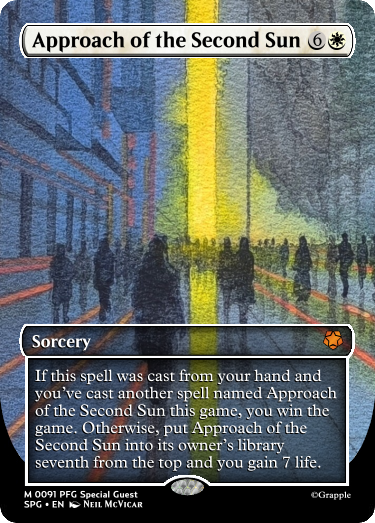 Approach of the Second Sun 6
Sorcery
If this spell was cast from your hand and
you've cast another spell named Approach
of the Second Sun this game, you win the
game. Otherwise, put Approach of the
Second Sun into its owner's library
seventh from the top and you gain 7 life.
M 0091 PFG Special Guest
SPG • EN Neil McVicar
©Grapple